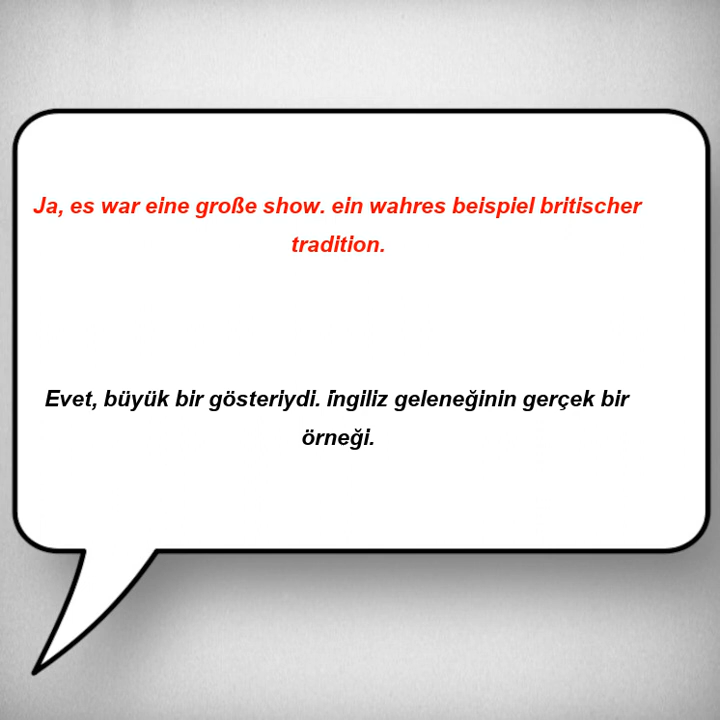 Ja, es war eine große show. ein wahres beispiel britischer
tradition.
Evet, büyük bir gösteriydi. i̇ngiliz geleneğinin gerçek bir
örneği.